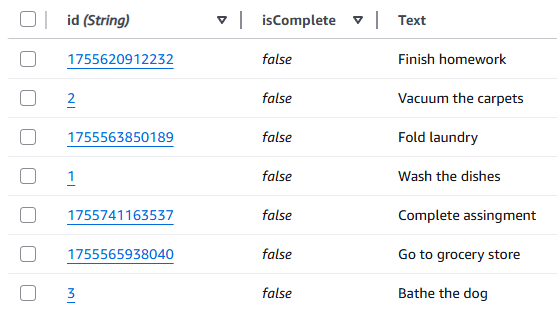 id (String) isComplete Text
1755620912232 false Finish homework
2 false Vacuum the carpets
1755563850189 false Fold laundry
1 false Wash the dishes
1755741163537 false Complete assingment
1755565938040 false Go to grocery store
3 false Bathe the dog